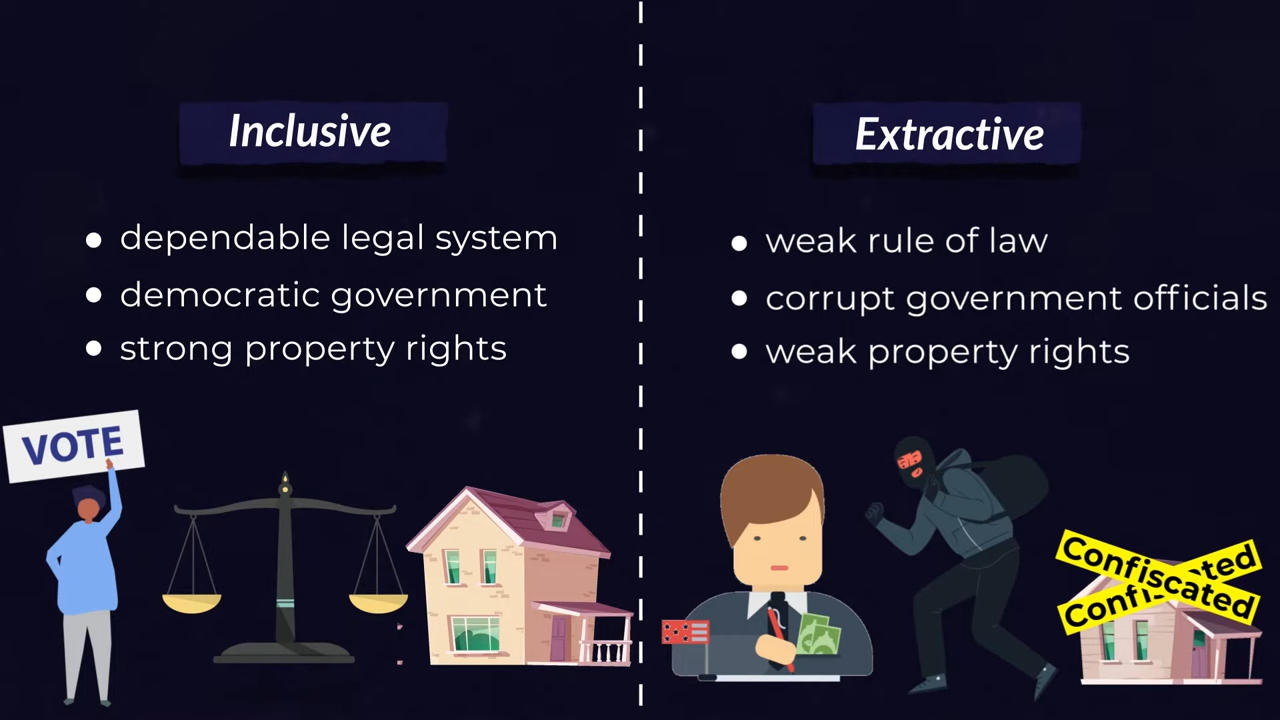 Inclusive
dependable legal system
democratic government
strong property rights
VOTE
Extractive
weak rule of law
corrupt government officials
weak property rights
Confiscated
Confiscated